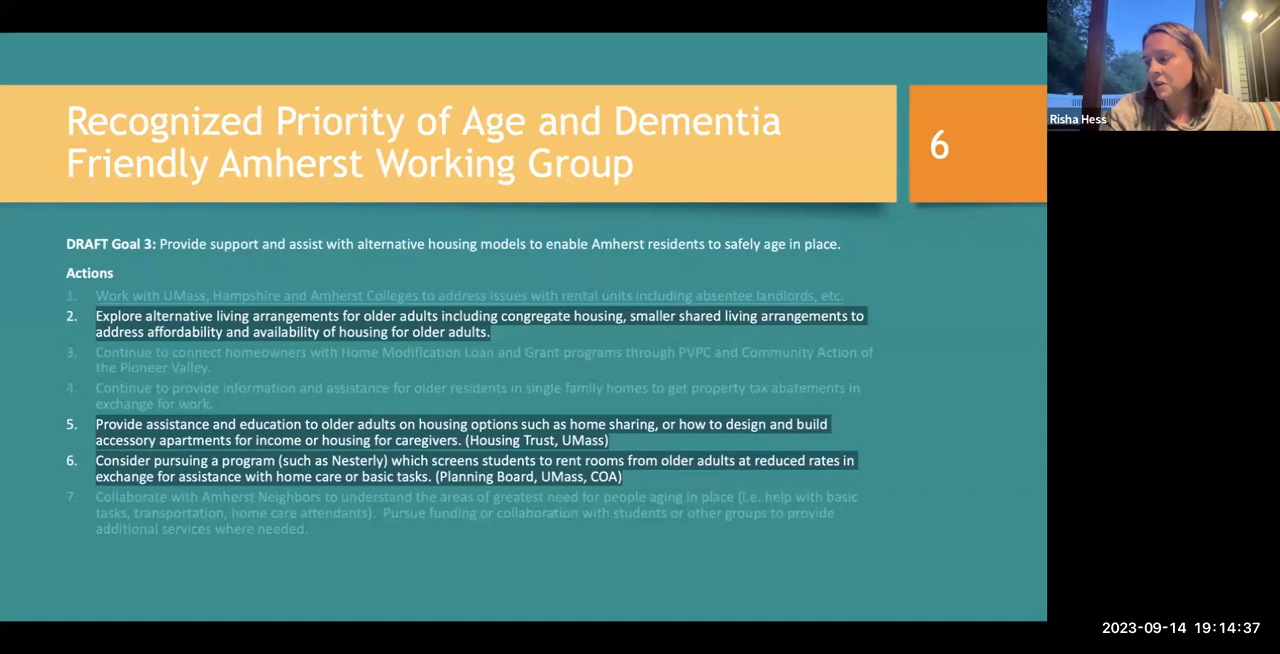 Recognized Priority of Age and Dementia
Friendly Amherst Working Group
6
Risha Hess
DRAFT Goal 3: Provide support and assist with alternative housing models to enable Amherst residents to safely age in place.
Actions
1. Work with UMass, Hampshire and Amherst Colleges to address issues with rental units including absentee landlords, etc.
2. Explore alternative living arrangements for older adults including congregate housing, smaller shared living arrangements to
address affordability and availability of housing for older adults.
3. Continue to connect homeowners with Home Modification Loan and Grant programs through PVPC and Community Action of
the Pioneer Valley.
4. Continue to provide information and assistance for older residents in single family homes to get property tax abatements in
exchange for work.
5. Provide assistance and education to older adults on housing options such as home sharing, or how to design and build
accessory apartments for income or housing for caregivers. (Housing Trust, UMass)
6. Consider pursuing a program (such as Nesterly) which screens students to rent rooms from older adults at reduced rates in
exchange for assistance with home care or basic tasks. (Planning Board, UMass, COA)
7. Collaborate with Amherst Neighbors to understand the areas of greatest need for people aging in place (i.e. help with basic
tasks, transportation, home care attendants). Pursue funding or collaboration with students or other groups to provide
additional services where needed.
2023-09-14 19:14:37